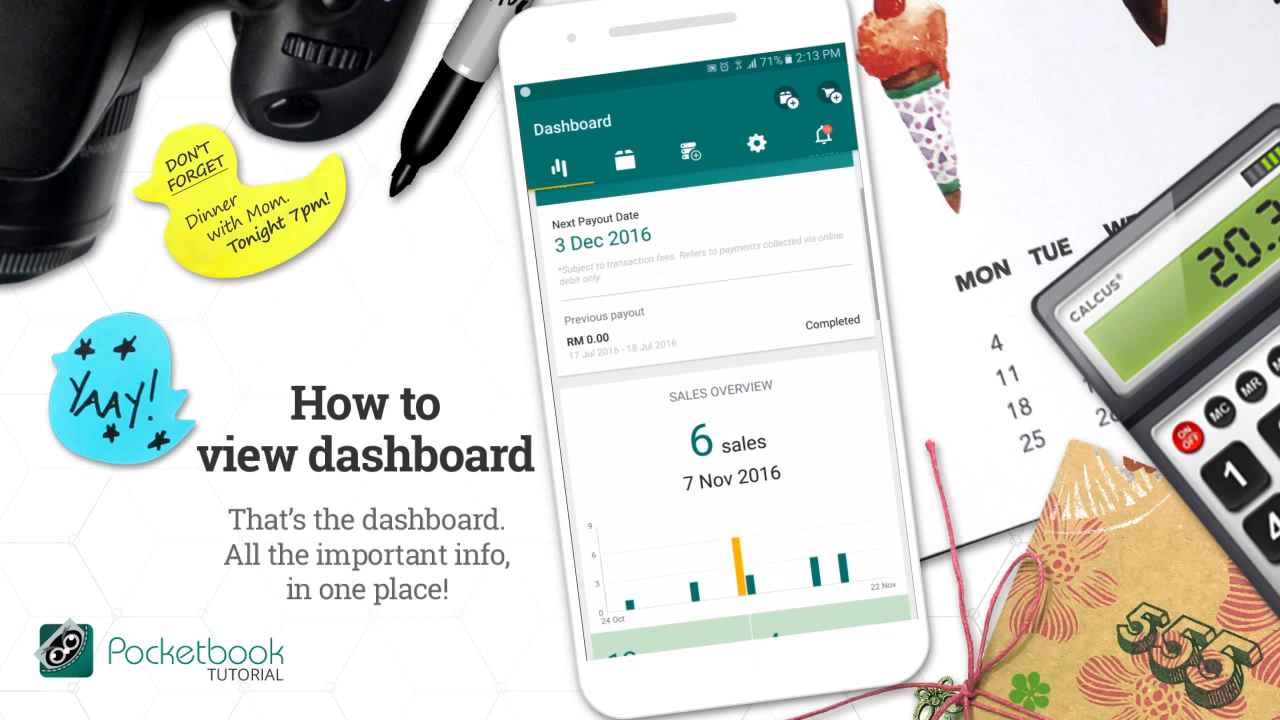 DON'T
FORGET
Dinner
with Mom.
Tonight 7pm!
YAAY!
How to
view dashboard
That's the dashboard.
All the important info,
in one place!
Pocketbook
TUTORIAL
71% 2:13 PM
Dashboard
Next Payout Date
3 Dec 2016
*Subject to transaction fees. Refers to payments collected via online
debit only.
Previous payout
RM 0.00
Completed
17 Jul 2016 - 18 Jul 2016
SALES OVERVIEW
6 sales
7 Nov 2016
9
6
3
0
24 Oct
22 Nov
MON TUE
4
11
18
25
CALCUS
20.
ON
OFF
MC
MR
1
4
555